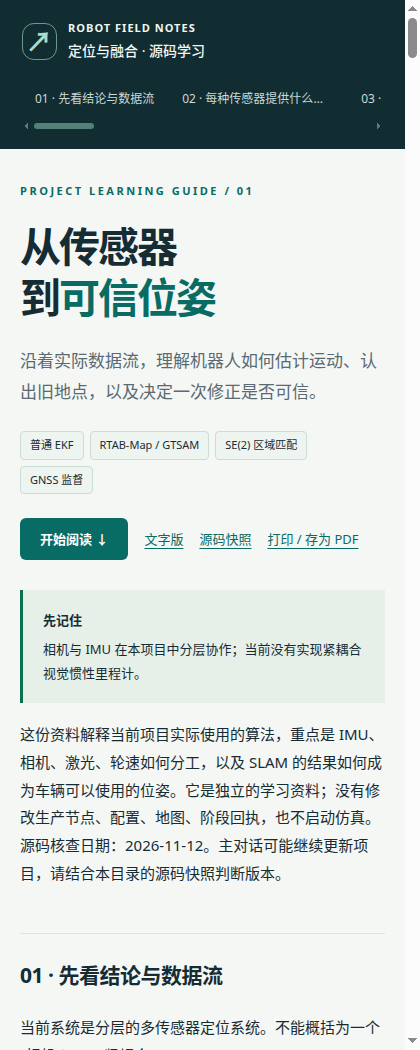 ROBOT FIELD NOTES
定位与融合 · 源码学习
01 · 先看结论与数据流 02 · 每种传感器提供什么… 03 ·
PROJECT LEARNING GUIDE / 01
从传感器
到可信位姿
沿着实际数据流，理解机器人如何估计运动、认
出旧地点，以及决定一次修正是否可信。
普通 EKF RTAB-Map / GTSAM SE(2) 区域匹配
GNSS 监督
开始阅读 ↓ 文字版 源码快照 打印 / 存为 PDF
先记住
相机与 IMU 在本项目中分层协作；当前没有实现紧耦合
视觉惯性里程计。
这份资料解释当前项目实际使用的算法，重点是 IMU、
相机、激光、轮速如何分工，以及 SLAM 的结果如何成
为车辆可以使用的位姿。它是独立的学习资料；没有修
改生产节点、配置、地图、阶段回执，也不启动仿真。
源码核查日期：2026-11-12。主对话可能继续更新项
目，请结合本目录的源码快照判断版本。
01 · 先看结论与数据流
当前系统是分层的多传感器定位系统。不能概括为一个